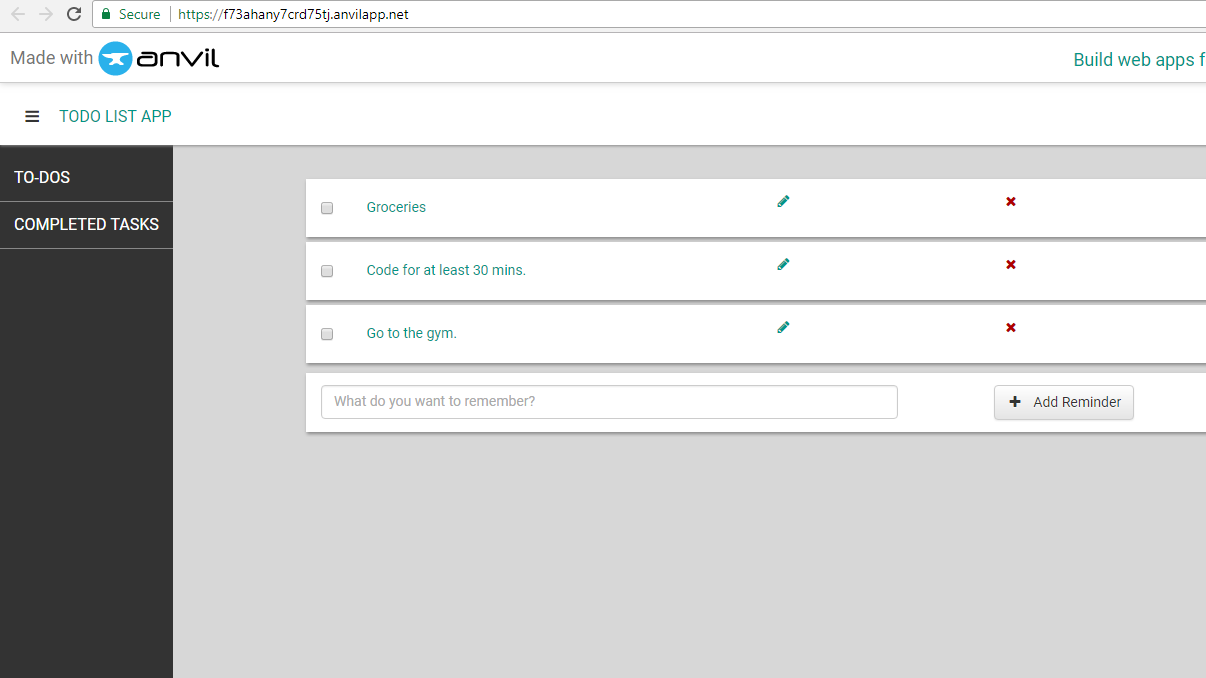 Secure https://f73ahany7crd75tj.anvilapp.net
Made with anvil
Build web apps f
TODO LIST APP
TO-DOS
COMPLETED TASKS
Groceries
Code for at least 30 mins.
Go to the gym.
What do you want to remember?
Add Reminder